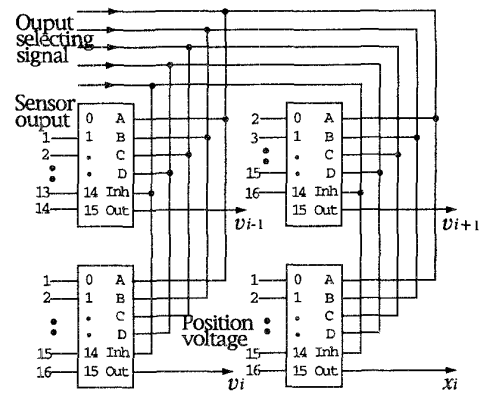 Ouput
selecting
signal
Sensor
ouput
0 A
1 1 B
2 C
D
13 14 Inh
14 15 Out
vi-1
2 0 A
3 1 B
C
15 D
16 14 Inh
15 Out
vi+1
1 0 A
2 1 B
C
D
15 14 Inh
16 15 Out
vi
Position
voltage
1 0 A
2 1 B
C
D
15 14 Inh
16 15 Out
xi